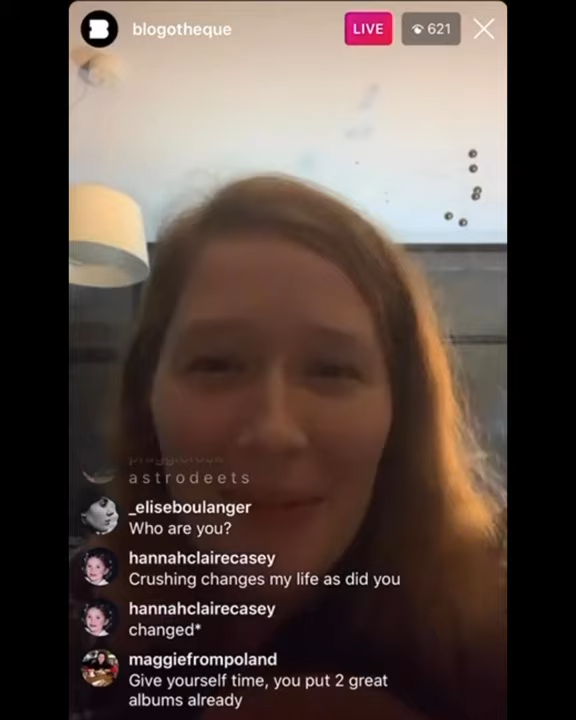 blogotheque
LIVE
621
astrodeets
_eliseboulanger
Who are you?
hannahclairecasey
Crushing changes my life as did you
hannahclairecasey
changed*
maggiefrompoland
Give yourself time, you put 2 great
albums already